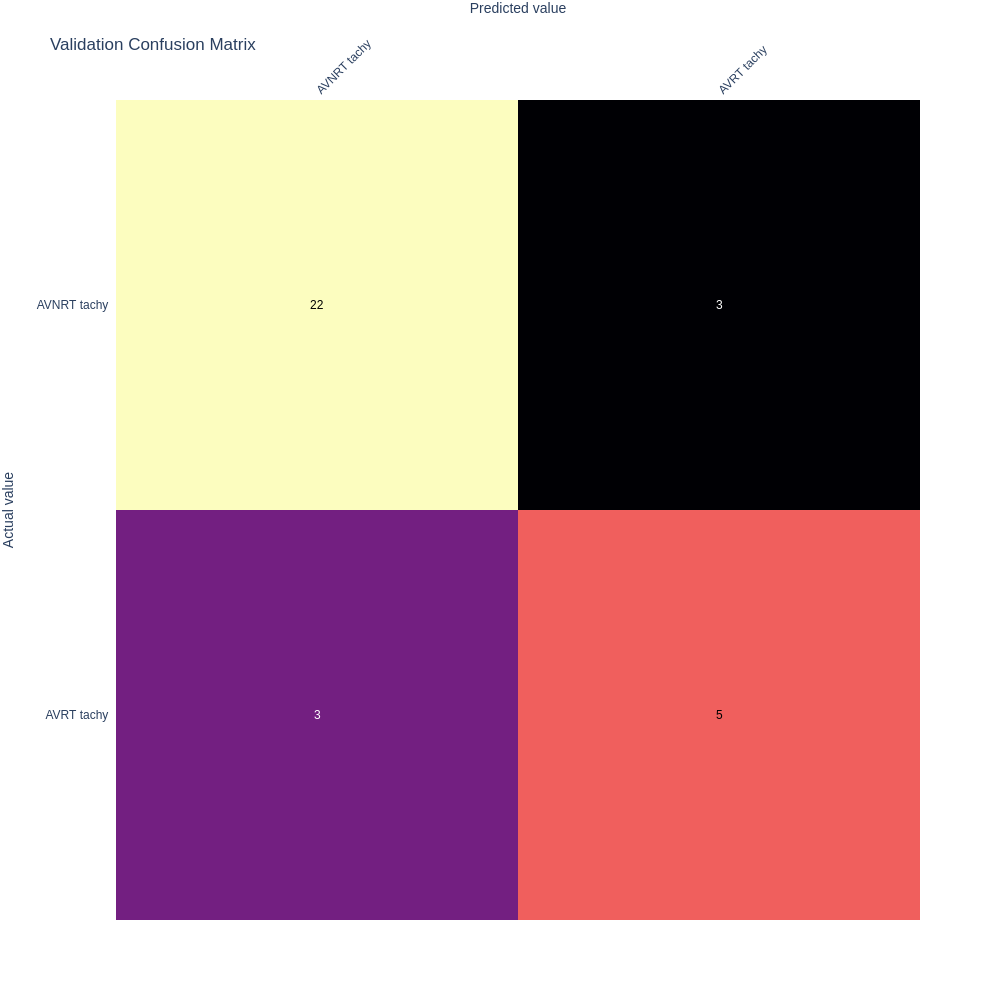 Predicted value
Validation Confusion Matrix
AVNRT tachy
AVRT tachy
AVNRT tachy
22
3
Actual value
AVRT tachy
3
5